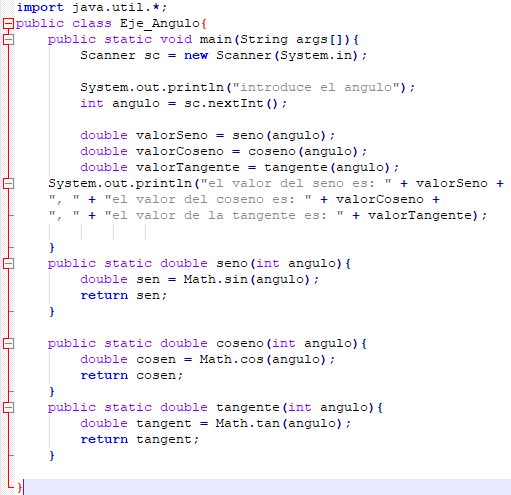 import java.util.*;
public class Eje_Angulo{
public static void main(String args[]){
Scanner sc = new Scanner(System.in);
System.out.println("introduce el angulo");
int angulo = sc.nextInt();
double valorSeno = seno(angulo);
double valorCoseno = coseno(angulo);
double valorTangente = tangente(angulo);
System.out.println("el valor del seno es: " + valorSeno +
", " + "el valor del coseno es: " + valorCoseno +
", " + "el valor de la tangente es: " + valorTangente);
}
public static double seno(int angulo){
double sen = Math.sin(angulo);
return sen;
}
public static double coseno(int angulo){
double cosen = Math.cos(angulo);
return cosen;
}
public static double tangente(int angulo){
double tangent = Math.tan(angulo);
return tangent;
}
}